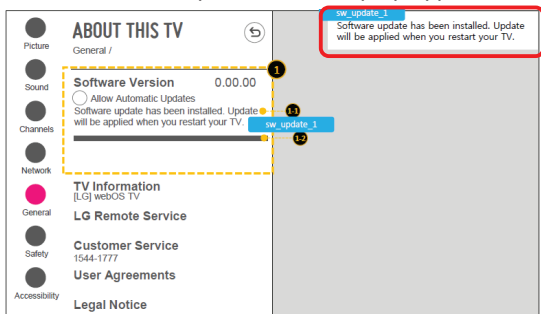 ABOUT THIS TV
General /
Picture
Sound
Channels
Network
General
Safety
Accessibility
Software Version 0.00.00
Allow Automatic Updates
Software update has been installed. Update
will be applied when you restart your TV.
sw_update_1
1
1-1
1-2
TV Information
[LG] webOS TV
LG Remote Service
Customer Service
1544-1777
User Agreements
Legal Notice
sw_update_1
Software update has been installed. Update
will be applied when you restart your TV.